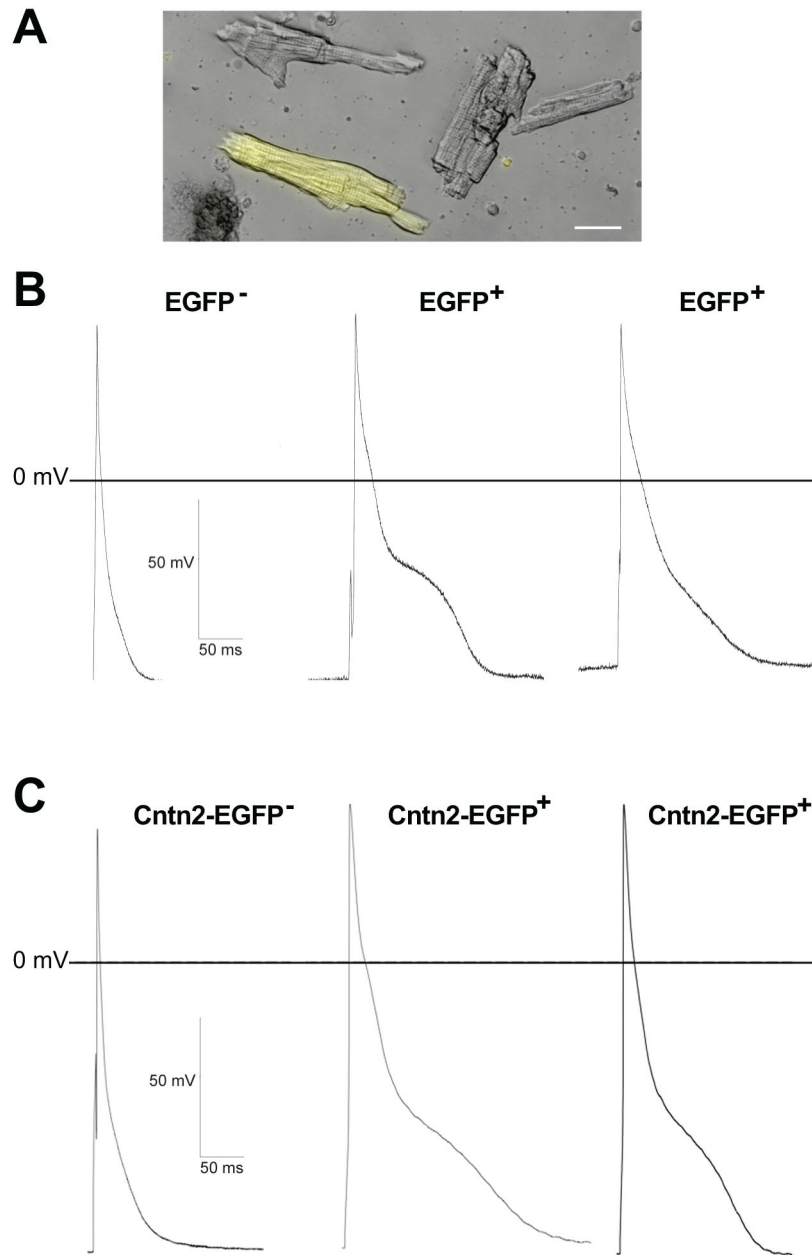 A
B
EGFP- EGFP+ EGFP+
0 mV
50 mV
50 ms
C
Cntn2-EGFP- Cntn2-EGFP+ Cntn2-EGFP+
0 mV
50 mV
50 ms